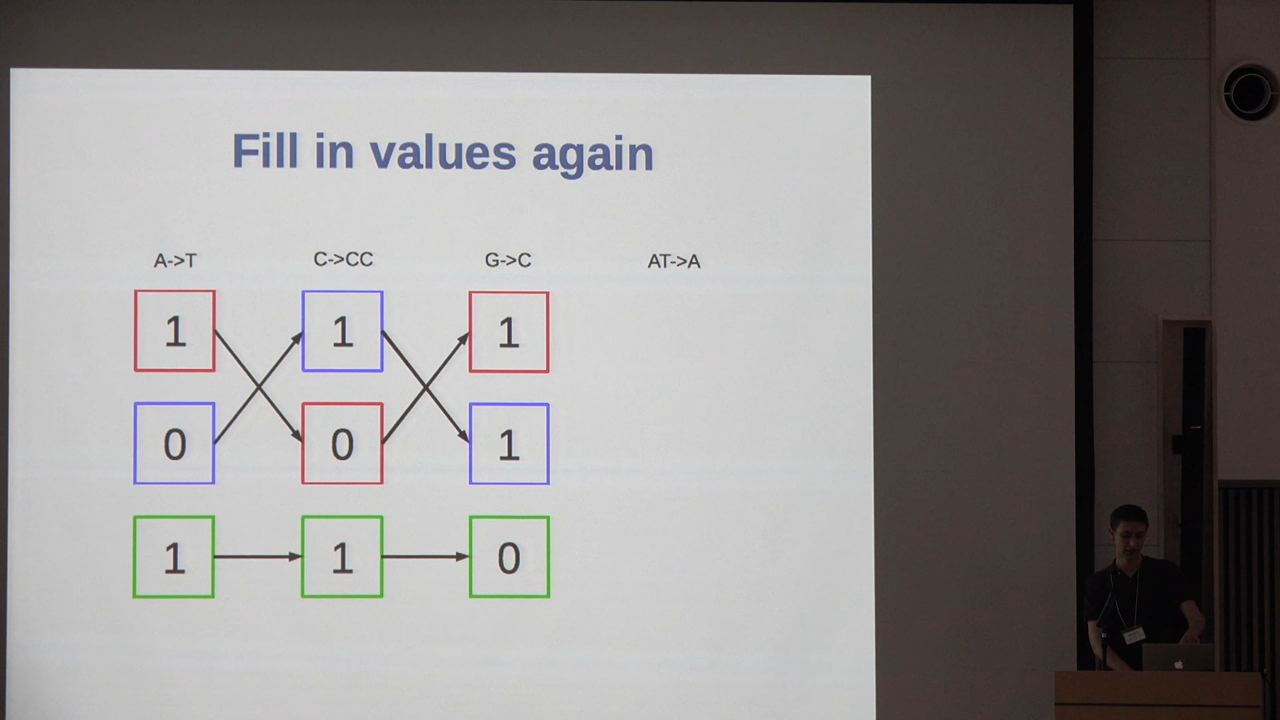 Fill in values again
A->T C->CC G->C AT->A
1 1 1
0 0 1
1 1 0